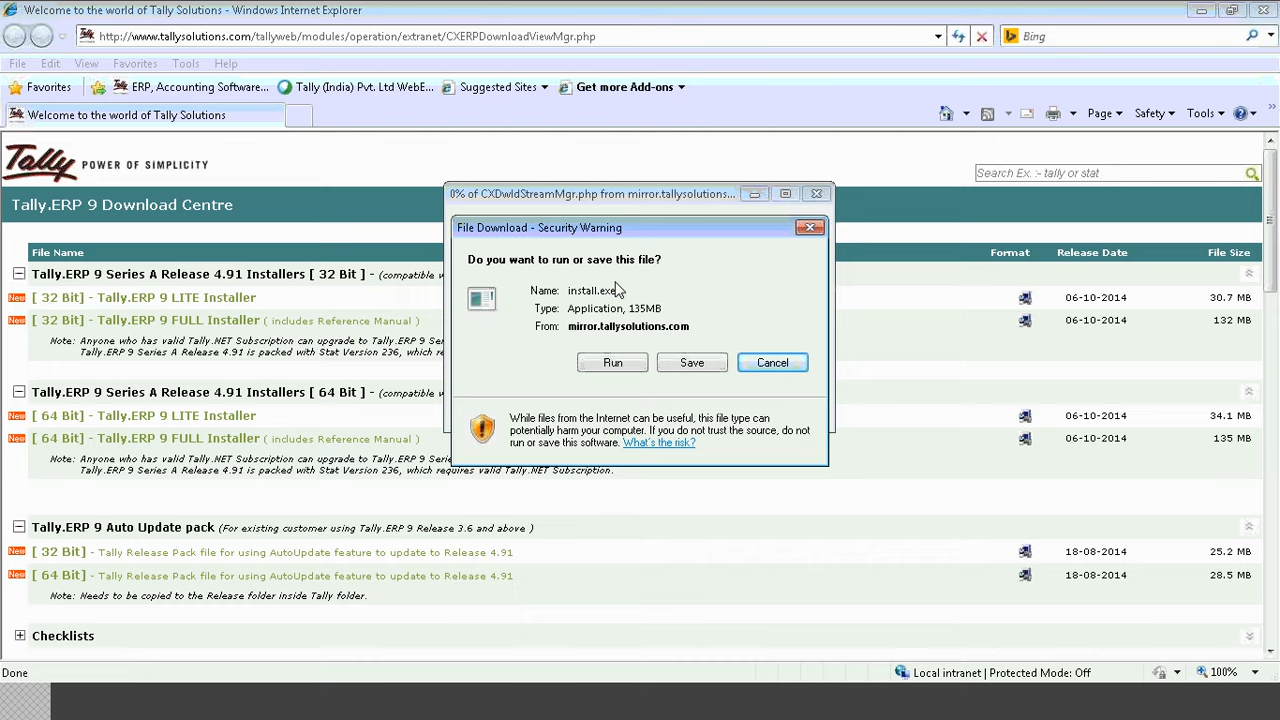 Welcome to the world of Tally Solutions - Windows Internet Explorer
http://www.tallysolutions.com/tallyweb/modules/operation/extranet/CXERPDownloadViewMgr.php
Bing
File Edit View Favorites Tools Help
Favorites ERP, Accounting Software... Tally (India) Pvt. Ltd WebE... Suggested Sites Get more Add-ons
Welcome to the world of Tally Solutions
Page Safety Tools
Tally POWER OF SIMPLICITY
Search Ex. :- tally or stat
Tally.ERP 9 Download Centre
0% of CXDwldStreamMgr.php from mirror.tallysolutions...
File Download - Security Warning
Do you want to run or save this file?
Name: install.exe
Type: Application, 135MB
From: mirror.tallysolutions.com
Run Save Cancel
While files from the Internet can be useful, this file type can
potentially harm your computer. If you do not trust the source, do not
run or save this software. What's the risk?
File Name Format Release Date File Size
Tally.ERP 9 Series A Release 4.91 Installers [ 32 Bit ] - (compatible
New [ 32 Bit] - Tally.ERP 9 LITE Installer 06-10-2014 30.7 MB
New [ 32 Bit] - Tally.ERP 9 FULL Installer ( includes Reference Manual ) 06-10-2014 132 MB
Note: Anyone who has valid Tally.NET Subscription can upgrade to Tally.ERP 9 S
Tally.ERP 9 Series A Release 4.91 is packed with Stat Version 236, which re
Tally.ERP 9 Series A Release 4.91 Installers [ 64 Bit ] - (compatible
New [ 64 Bit] - Tally.ERP 9 LITE Installer 06-10-2014 34.1 MB
New [ 64 Bit] - Tally.ERP 9 FULL Installer ( includes Reference Manual ) 06-10-2014 135 MB
Note: Anyone who has valid Tally.NET Subscription can upgrade to Tally.ERP 9 S
Tally.ERP 9 Series A Release 4.91 is packed with Stat Version 236, which requires valid Tally.NET Subscription.
Tally.ERP 9 Auto Update pack (For existing customer using Tally.ERP 9 Release 3.6 and above )
New [ 32 Bit] - Tally Release Pack file for using AutoUpdate feature to update to Release 4.91 18-08-2014 25.2 MB
New [ 64 Bit] - Tally Release Pack file for using AutoUpdate feature to update to Release 4.91 18-08-2014 28.5 MB
Note: Needs to be copied to the Release folder inside Tally folder.
Checklists
Done Local intranet | Protected Mode: Off 100%